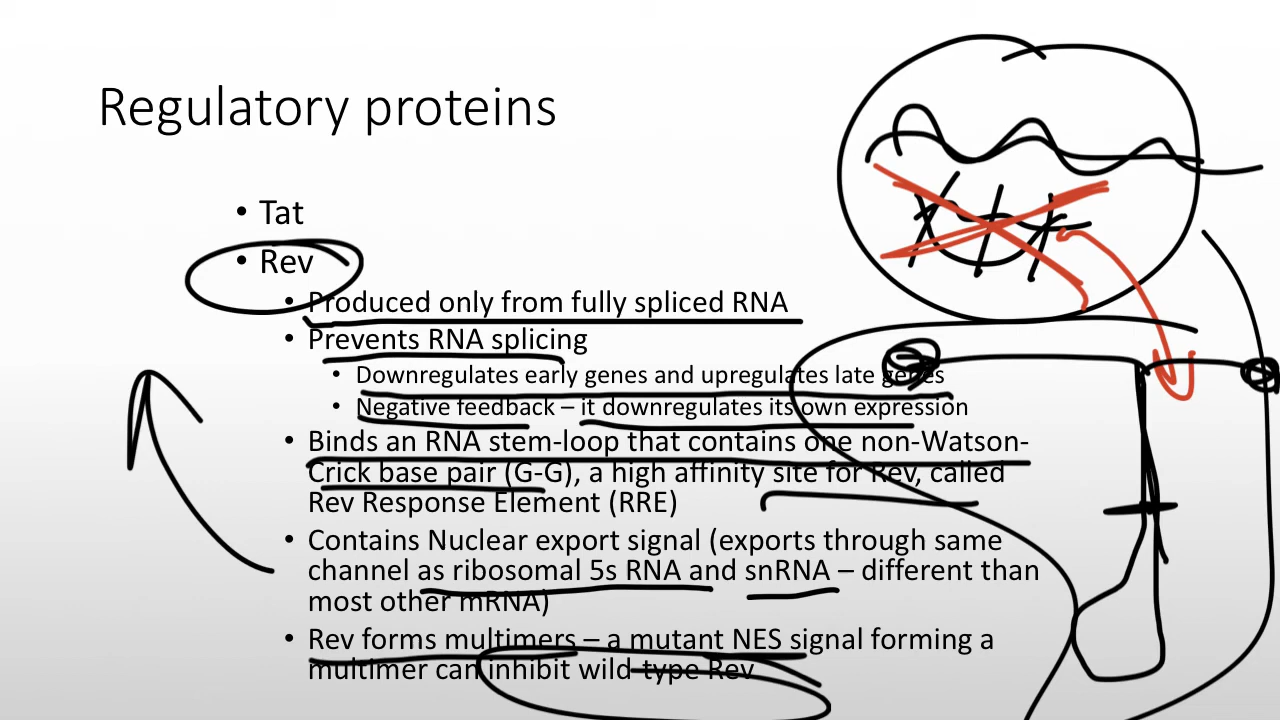 Regulatory proteins
• Tat
• Rev
• Produced only from fully spliced RNA
• Prevents RNA splicing
• Downregulates early genes and upregulates late genes
• Negative feedback – it downregulates its own expression
• Binds an RNA stem-loop that contains one non-Watson-
Crick base pair (G-G), a high affinity site for Rev, called
Rev Response Element (RRE)
• Contains Nuclear export signal (exports through same
channel as ribosomal 5s RNA and snRNA – different than
most other mRNA)
• Rev forms multimers – a mutant NES signal forming a
multimer can inhibit wild-type Rev